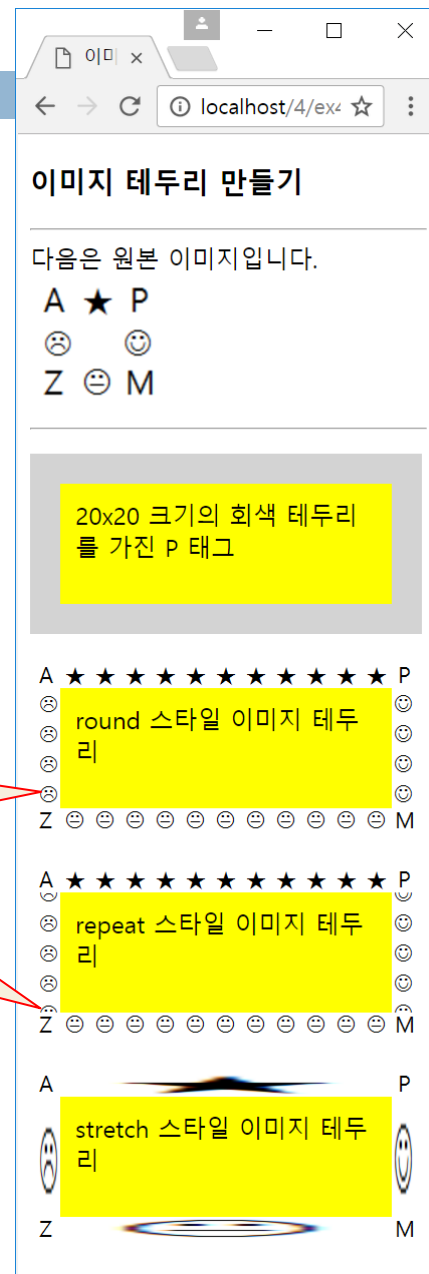 이미
localhost/4/ex4
이미지 테두리 만들기
다음은 원본 이미지입니다.
A ★ P
☹ ☺
Z 😐 M
20x20 크기의 회색 테두리
를 가진 P 태그
A ★ ★ ★ ★ ★ ★ ★ ★ ★ ★ ★ P
round 스타일 이미지 테두
리
Z 😐 😐 😐 😐 😐 😐 😐 😐 😐 😐 😐 M
A ★ ★ ★ ★ ★ ★ ★ ★ ★ ★ ★ P
repeat 스타일 이미지 테두
리
Z 😐 😐 😐 😐 😐 😐 😐 😐 😐 😐 😐 M
A P
stretch 스타일 이미지 테두
리
Z M